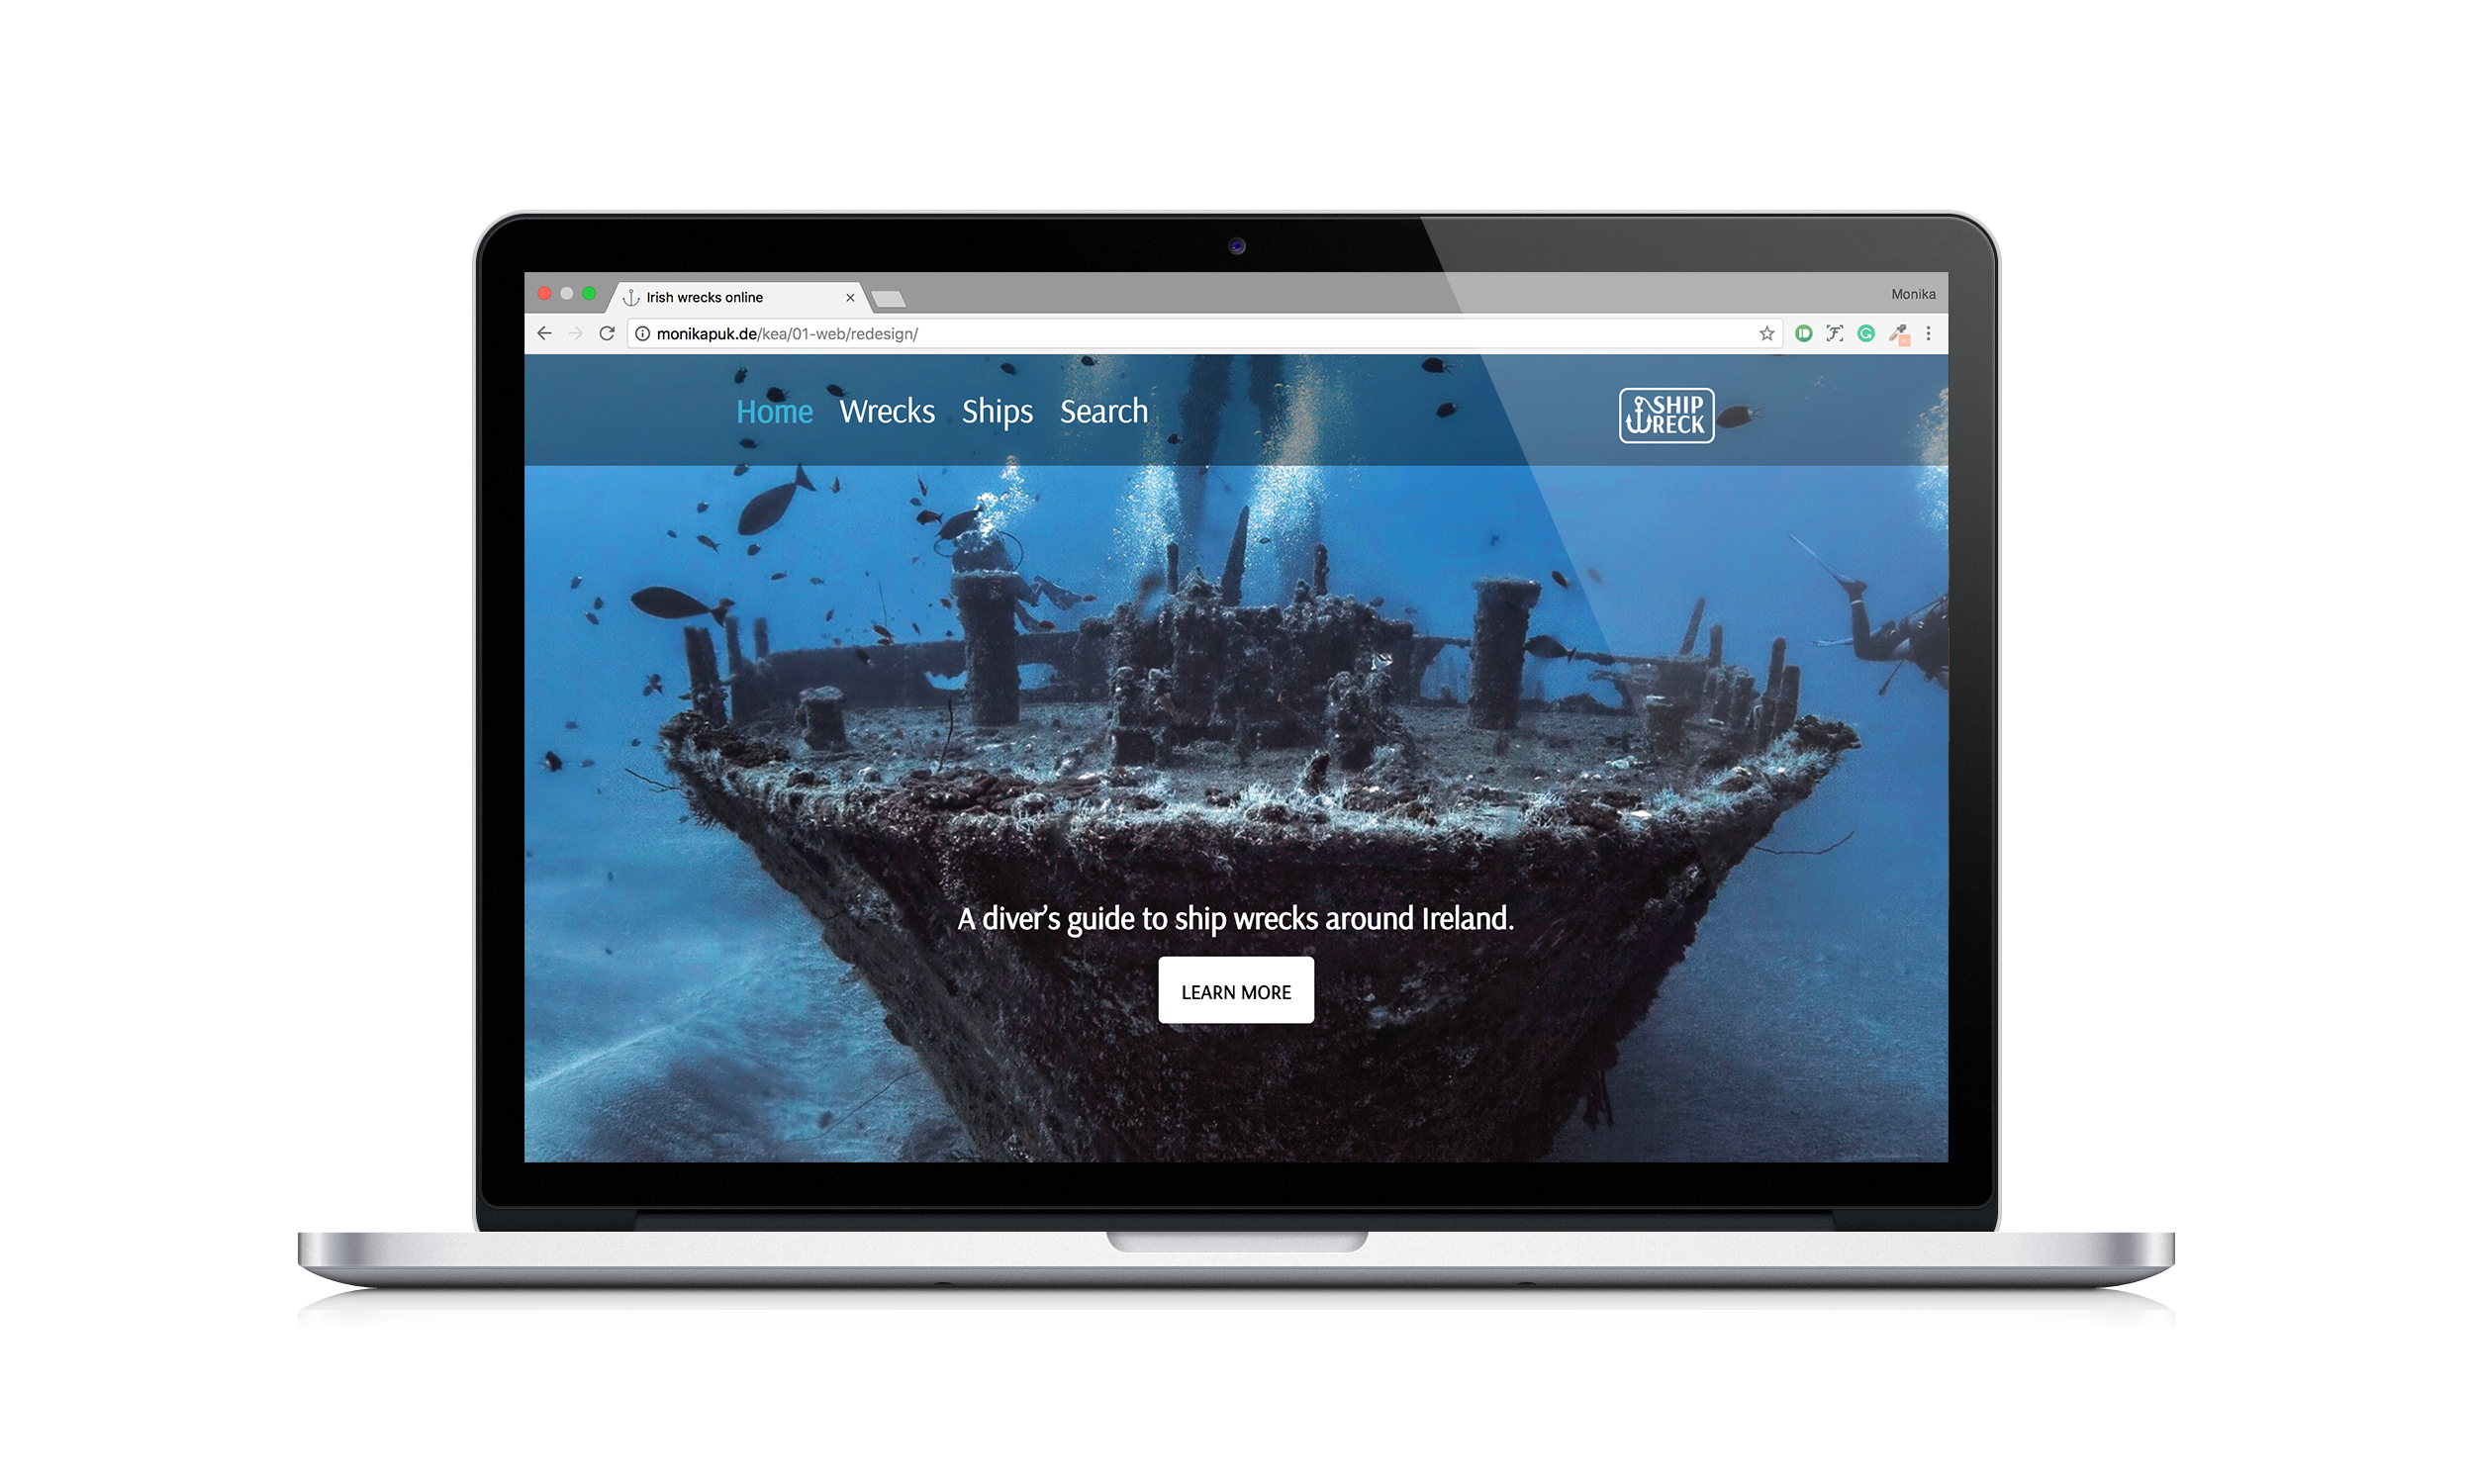 Irish wrecks online
Monika
monikapuk.de/kea/01-web/redesign/
Home Wrecks Ships Search
SHIP
WRECK
A diver’s guide to ship wrecks around Ireland.
LEARN MORE